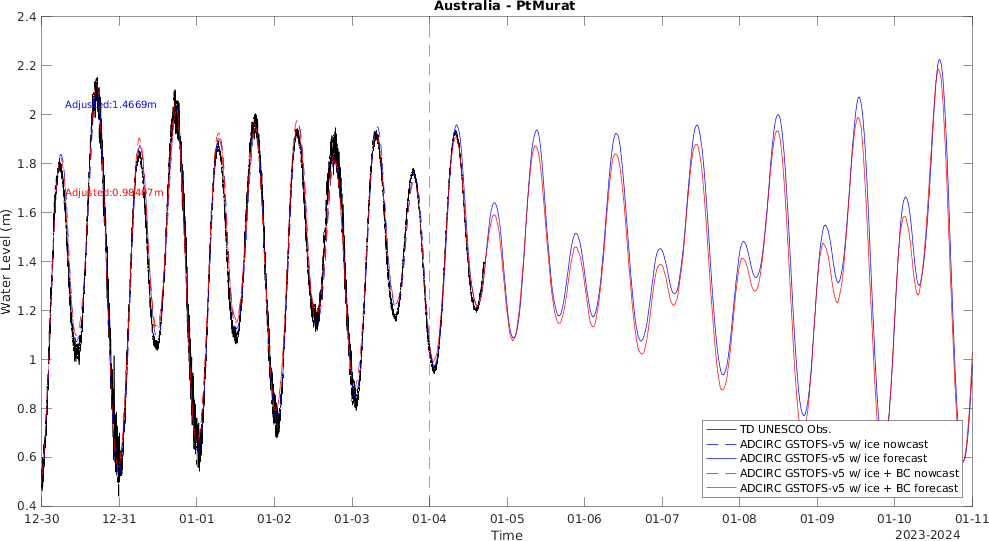 Australia - PtMurat
2.4
2.2
2
1.8
1.6
1.4
1.2
1
0.8
0.6
0.4
Water Level (m)
Adjusted:1.4669m
Adjusted:0.98407m
TD UNESCO Obs.
ADCIRC GSTOFS-v5 w/ ice nowcast
ADCIRC GSTOFS-v5 w/ ice forecast
ADCIRC GSTOFS-v5 w/ ice + BC nowcast
ADCIRC GSTOFS-v5 w/ ice + BC forecast
12-30 12-31 01-01 01-02 01-03 01-04 01-05 01-06 01-07 01-08 01-09 01-10 01-11
Time
2023-2024